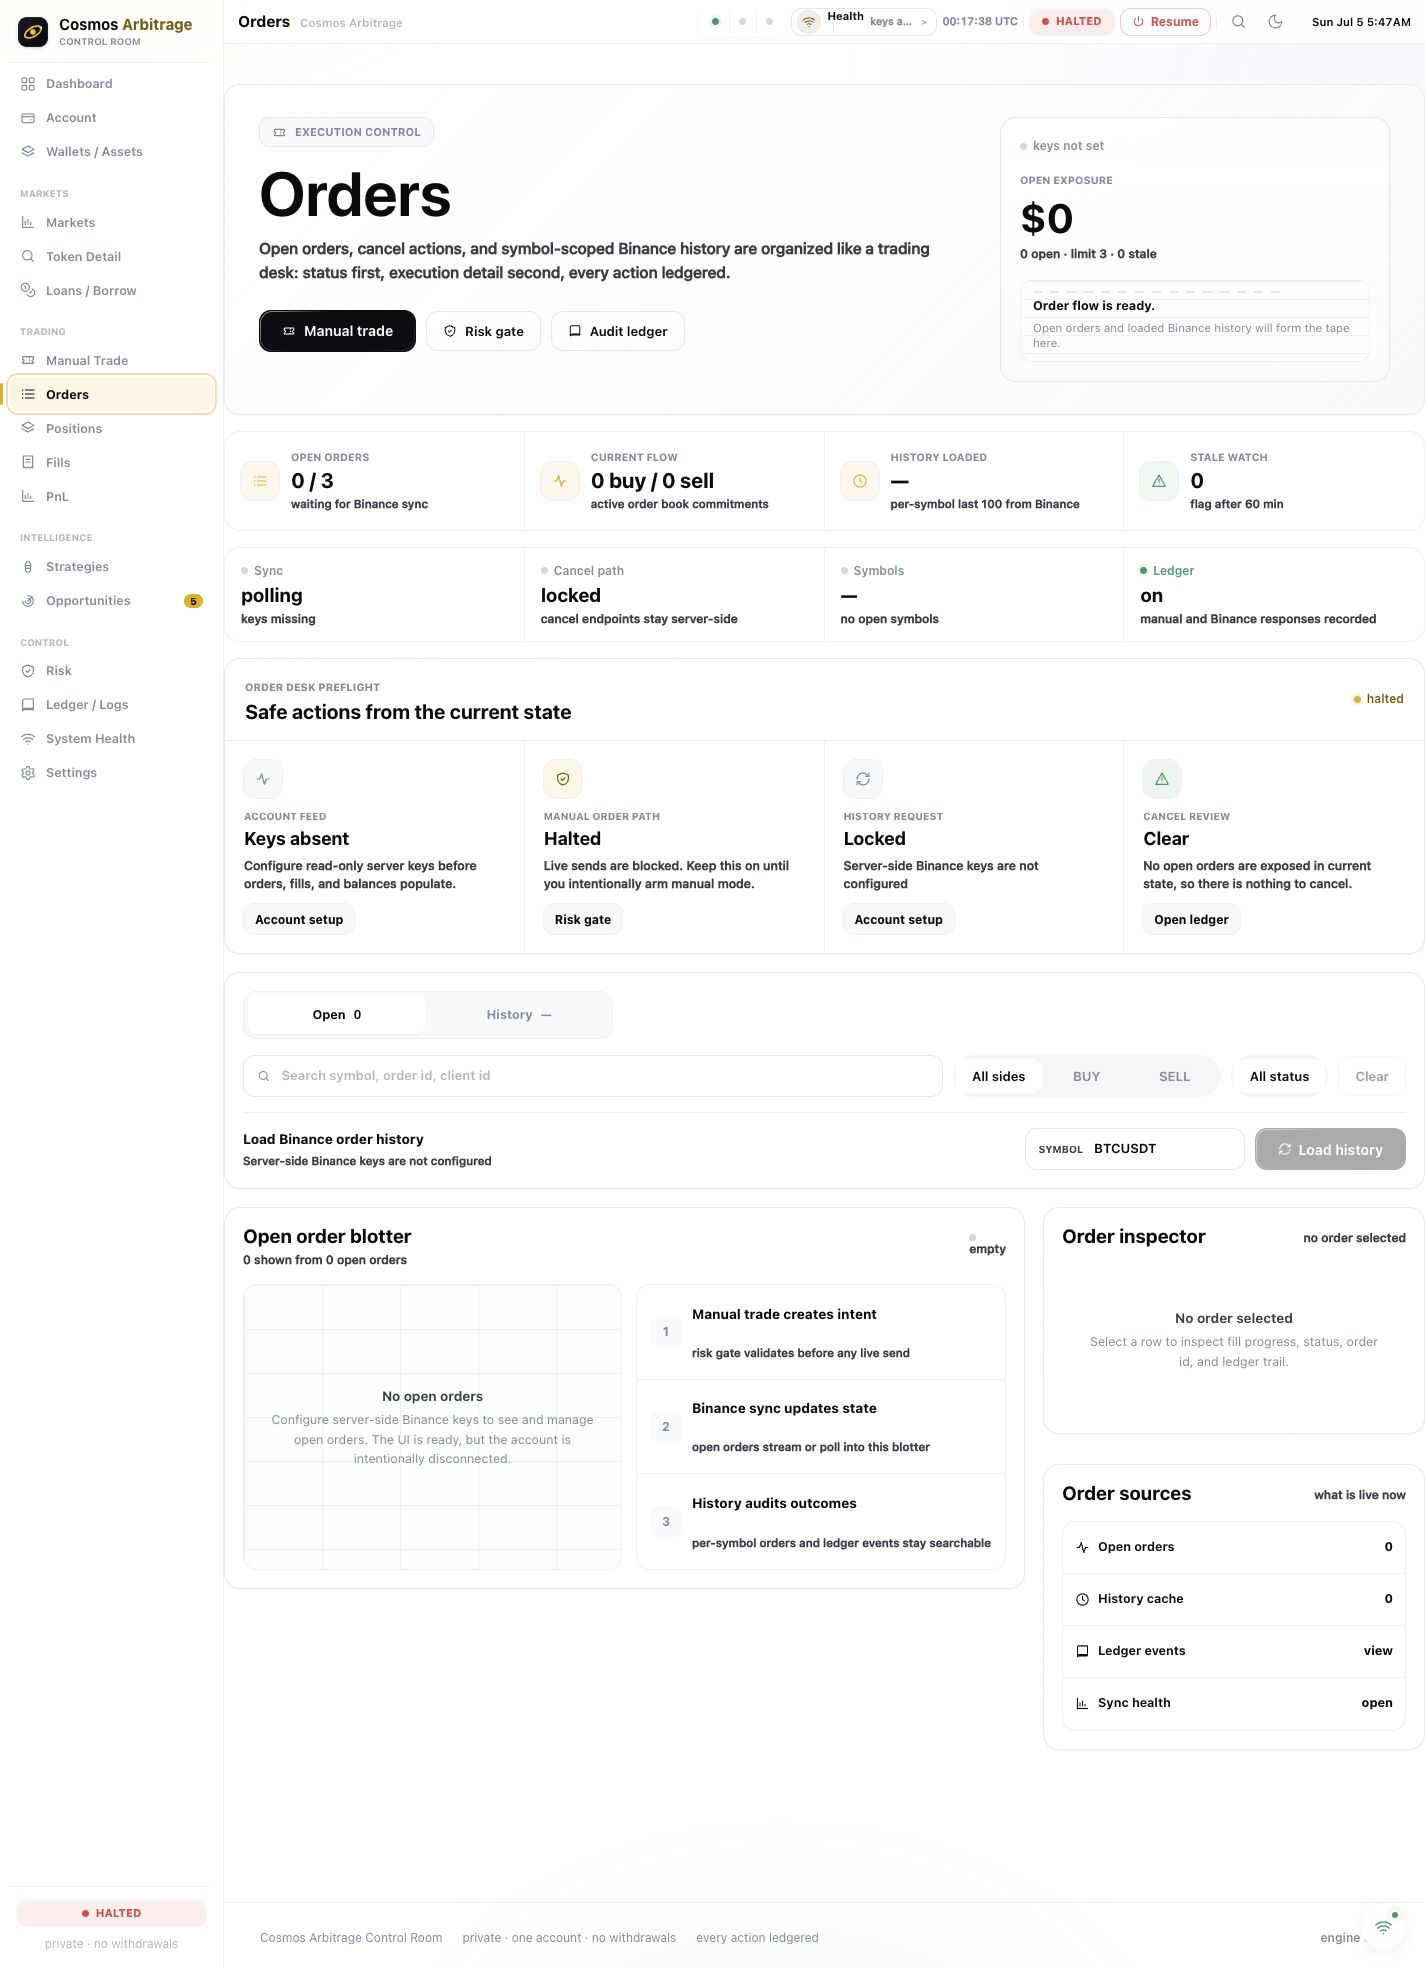 Cosmos Arbitrage
CONTROL ROOM
Orders Cosmos Arbitrage
Health keys a... >
00:17:38 UTC
HALTED
Resume
Sun Jul 5 5:47AM
Dashboard
Account
Wallets / Assets
MARKETS
Markets
Token Detail
Loans / Borrow
TRADING
Manual Trade
Orders
Positions
Fills
PnL
INTELLIGENCE
Strategies
Opportunities 5
CONTROL
Risk
Ledger / Logs
System Health
Settings
HALTED
private · no withdrawals
EXECUTION CONTROL
Orders
Open orders, cancel actions, and symbol-scoped Binance history are organized like a trading
desk: status first, execution detail second, every action ledgered.
Manual trade
Risk gate
Audit ledger
keys not set
OPEN EXPOSURE
$0
0 open · limit 3 · 0 stale
Order flow is ready.
Open orders and loaded Binance history will form the tape
here.
OPEN ORDERS
0 / 3
waiting for Binance sync
CURRENT FLOW
0 buy / 0 sell
active order book commitments
HISTORY LOADED
—
per-symbol last 100 from Binance
STALE WATCH
0
flag after 60 min
Sync
polling
keys missing
Cancel path
locked
cancel endpoints stay server-side
Symbols
—
no open symbols
Ledger
on
manual and Binance responses recorded
ORDER DESK PREFLIGHT
Safe actions from the current state
halted
ACCOUNT FEED
Keys absent
Configure read-only server keys before
orders, fills, and balances populate.
Account setup
MANUAL ORDER PATH
Halted
Live sends are blocked. Keep this on until
you intentionally arm manual mode.
Risk gate
HISTORY REQUEST
Locked
Server-side Binance keys are not
configured
Account setup
CANCEL REVIEW
Clear
No open orders are exposed in current
state, so there is nothing to cancel.
Open ledger
Open 0
History —
Search symbol, order id, client id
All sides BUY SELL
All status
Clear
Load Binance order history
Server-side Binance keys are not configured
SYMBOL BTCUSDT
Load history
Open order blotter
0 shown from 0 open orders
empty
No open orders
Configure server-side Binance keys to see and manage
open orders. The UI is ready, but the account is
intentionally disconnected.
1
Manual trade creates intent
risk gate validates before any live send
2
Binance sync updates state
open orders stream or poll into this blotter
3
History audits outcomes
per-symbol orders and ledger events stay searchable
Order inspector
no order selected
No order selected
Select a row to inspect fill progress, status, order
id, and ledger trail.
Order sources
what is live now
Open orders 0
History cache 0
Ledger events view
Sync health open
Cosmos Arbitrage Control Room private · one account · no withdrawals every action ledgered
engine